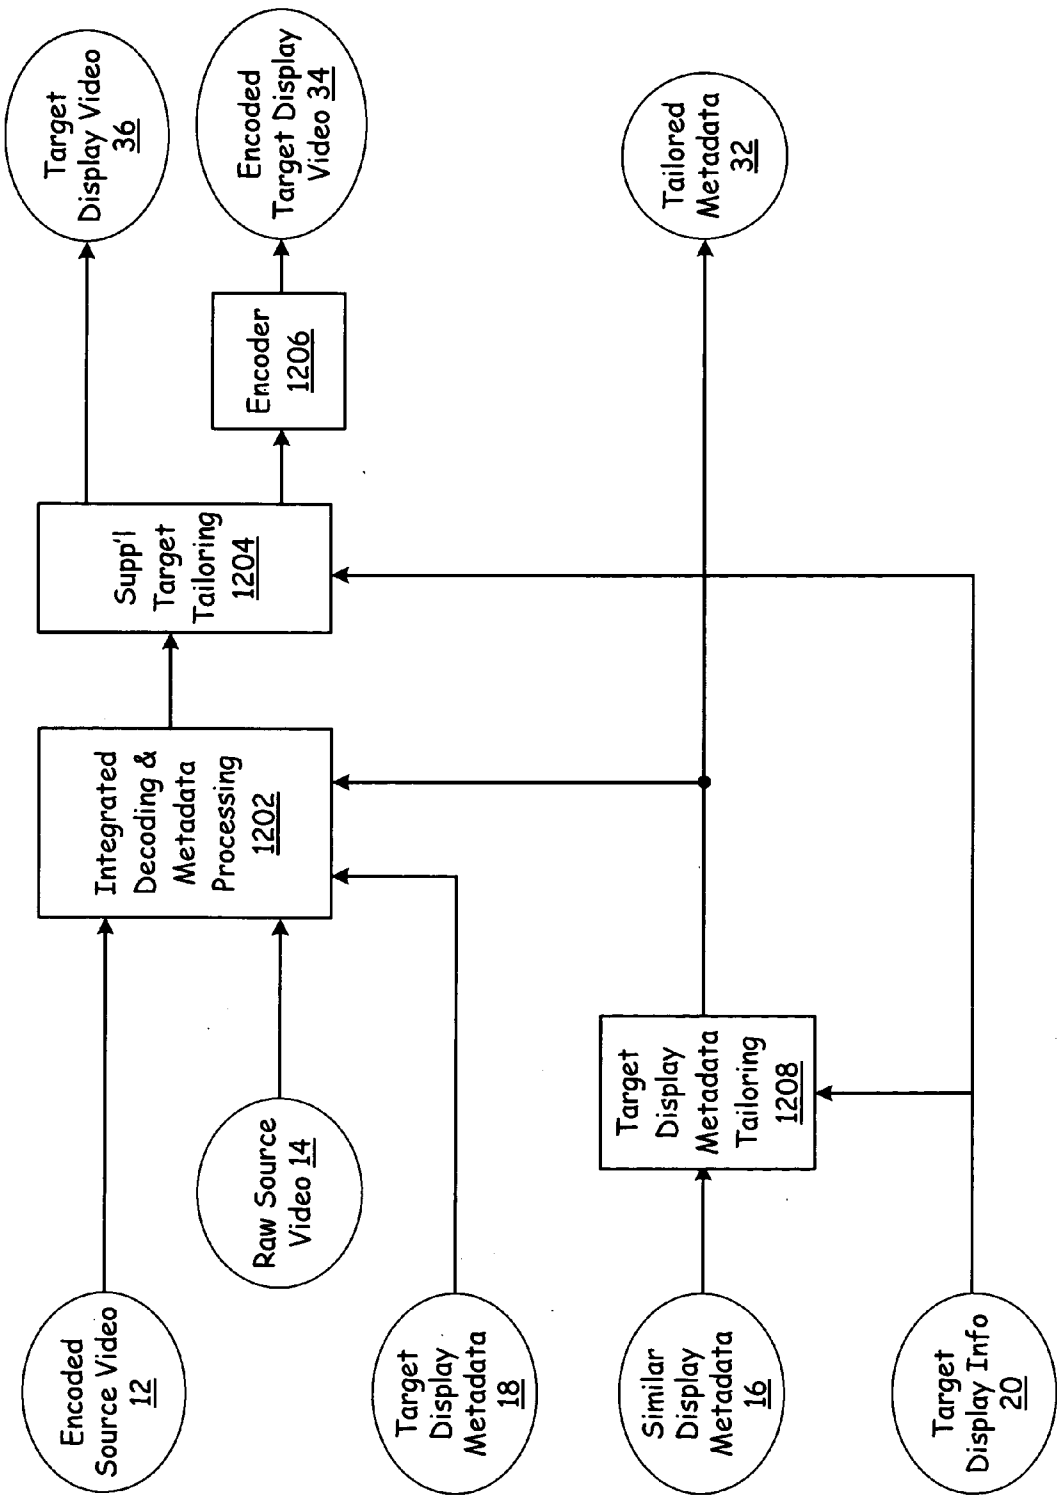 Encoded
Source Video
12
Raw Source
Video 14
Target
Display
Metadata
18
Similar
Display
Metadata
16
Target
Display Info
20
Integrated
Decoding &
Metadata
Processing
1202
Target
Display
Metadata
Tailoring
1208
Supp'l
Target
Tailoring
1204
Encoder
1206
Target
Display Video
36
Encoded
Target Display
Video 34
Tailored
Metadata
32